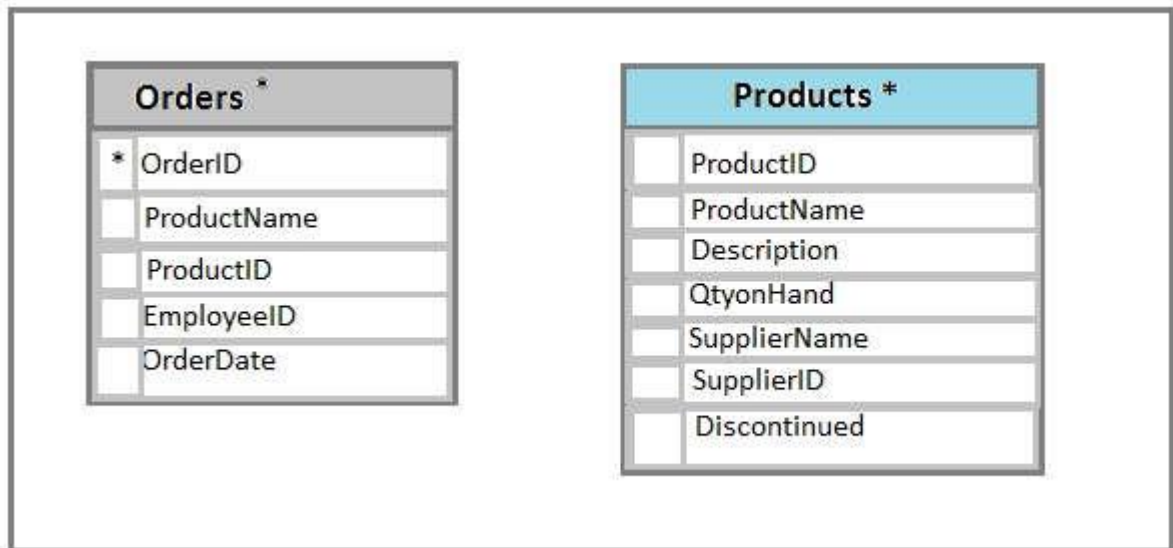 Orders *
* OrderID
ProductName
ProductID
EmployeeID
OrderDate
Products *
ProductID
ProductName
Description
QtyonHand
SupplierName
SupplierID
Discontinued